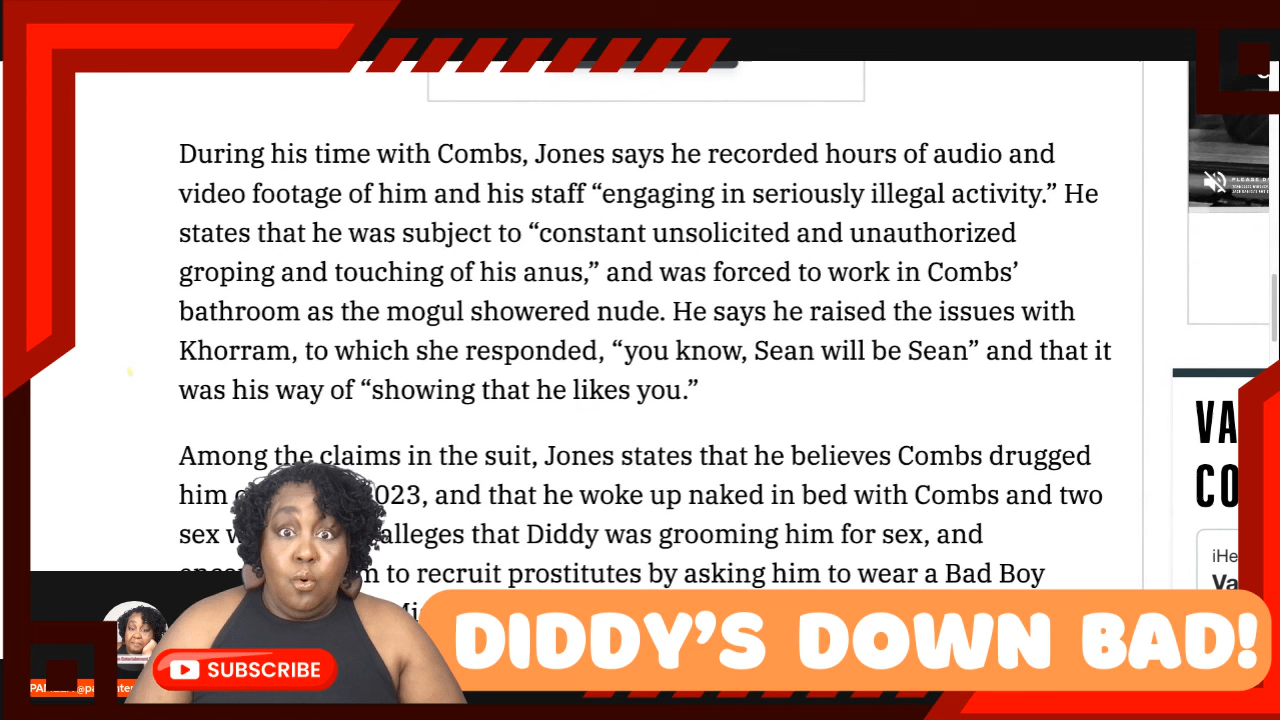 During his time with Combs, Jones says he recorded hours of audio and
video footage of him and his staff “engaging in seriously illegal activity.” He
states that he was subject to “constant unsolicited and unauthorized
groping and touching of his anus,” and was forced to work in Combs’
bathroom as the mogul showered nude. He says he raised the issues with
Khorram, to which she responded, “you know, Sean will be Sean” and that it
was his way of “showing that he likes you.”
Among the claims in the suit, Jones states that he believes Combs drugged
him 023, and that he woke up naked in bed with Combs and two
sex alleges that Diddy was grooming him for sex, and
to recruit prostitutes by asking him to wear a Bad Boy
VA
CO
iHe
Va
DIDDY’S DOWN BAD!
SUBSCRIBE